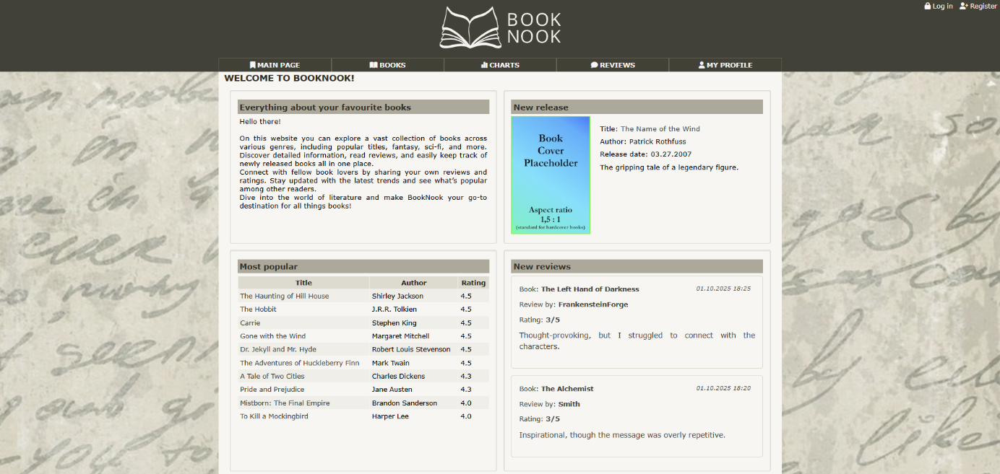 Log in Register
BOOK
NOOK
MAIN PAGE BOOKS CHARTS REVIEWS MY PROFILE
WELCOME TO BOOKNOOK!
Everything about your favourite books
Hello there!
On this website you can explore a vast collection of books across
various genres, including popular titles, fantasy, sci-fi, and more.
Discover detailed information, read reviews, and easily keep track of
newly released books all in one place.
Connect with fellow book lovers by sharing your own reviews and
ratings. Stay updated with the latest trends and see what’s popular
among other readers.
Dive into the world of literature and make BookNook your go-to
destination for all things books!
New release
Book
Cover
Placeholder
Aspect ratio
1,5 : 1
(standard for hardcover books)
Title: The Name of the Wind
Author: Patrick Rothfuss
Release date: 03.27.2007
The gripping tale of a legendary figure.
Most popular
Title Author Rating
The Haunting of Hill House Shirley Jackson 4.5
The Hobbit J.R.R. Tolkien 4.5
Carrie Stephen King 4.5
Gone with the Wind Margaret Mitchell 4.5
Dr. Jekyll and Mr. Hyde Robert Louis Stevenson 4.5
The Adventures of Huckleberry Finn Mark Twain 4.5
A Tale of Two Cities Charles Dickens 4.3
Pride and Prejudice Jane Austen 4.3
Mistborn: The Final Empire Brandon Sanderson 4.0
To Kill a Mockingbird Harper Lee 4.0
New reviews
Book: The Left Hand of Darkness 01.10.2025 18:25
Review by: FrankensteinForge
Rating: 3/5
Thought-provoking, but I struggled to connect with the
characters.
Book: The Alchemist 01.10.2025 18:20
Review by: Smith
Rating: 3/5
Inspirational, though the message was overly repetitive.